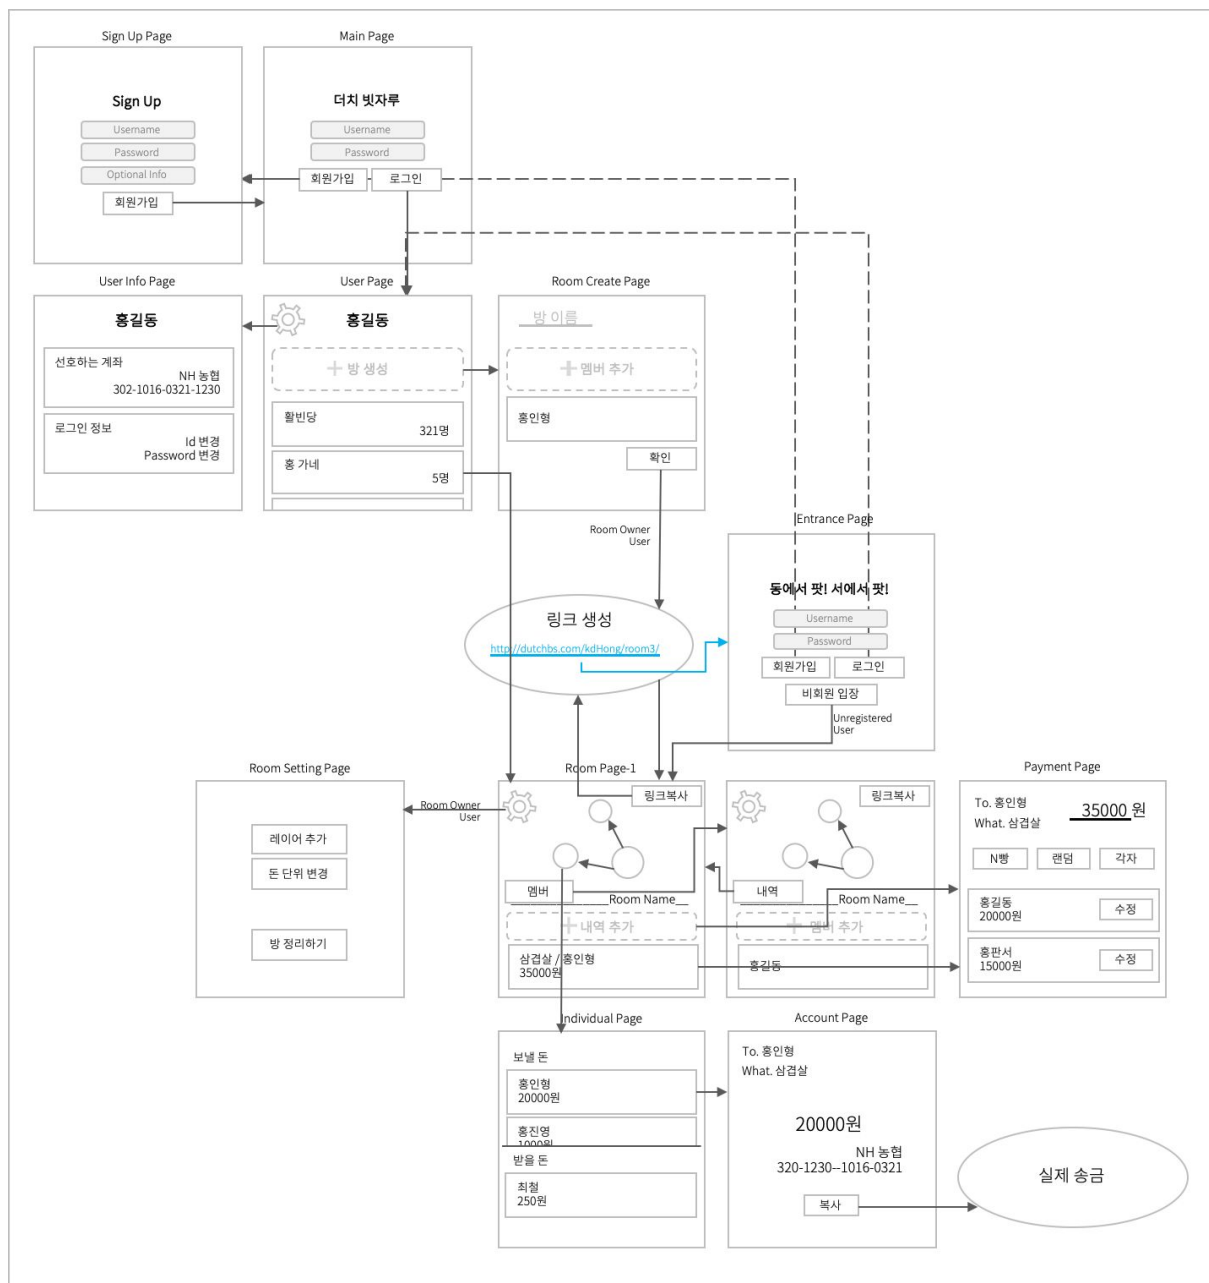 Sign Up Page
Sign Up
Username
Password
Optional Info
회원가입
Main Page
더치 빗자루
Username
Password
회원가입
로그인
User Info Page
홍길동
선호하는 계좌
NH 농협
302-1016-0321-1230
로그인 정보
Id 변경
Password 변경
User Page
홍길동
방 생성
활빈당
321명
홍 가네
5명
Room Create Page
방 이름
멤버 추가
홍인형
확인
Room Owner
User
링크 생성
http://dutchbs.com/kdHong/room3/
Entrance Page
동에서 팟! 서에서 팟!
Username
Password
회원가입
로그인
비회원 입장
Unregistered
User
Room Setting Page
레이어 추가
돈 단위 변경
방 정리하기
Room Owner
User
Room Page-1
링크복사
멤버
______________Room Name__
내역 추가
삼겹살 / 홍인형
35000원
링크복사
내역
______________Room Name__
멤버 추가
홍길동
Payment Page
To. 홍인형
What. 삼겹살
35000 원
N빵
랜덤
각자
홍길동
20000원
수정
홍판서
15000원
수정
Individual Page
보낼 돈
홍인형
20000원
홍진영
1000원
받을 돈
최철
250원
Account Page
To. 홍인형
What. 삼겹살
20000원
NH 농협
320-1230--1016-0321
복사
실제 송금